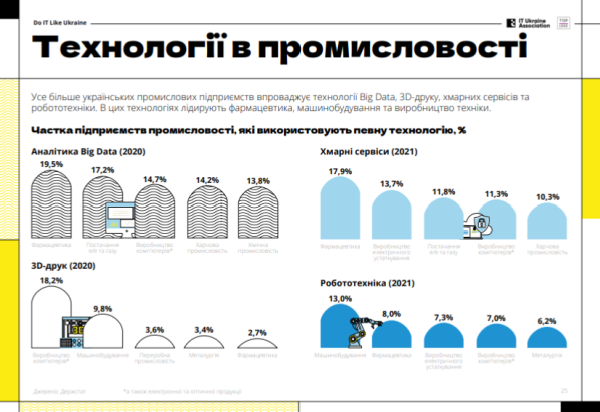 Do IT Like Ukraine
IT Ukraine
Association
Технології в промисловості
Усе більше українських промислових підприємств впроваджує технології Big Data, 3D-друку, хмарних сервісів та
робототехніки. В цих технологіях лідирують фармацевтика, машинобудування та виробництво техніки.
Частка підприємств промисловості, які використовують певну технологію, %
Аналітика Big Data (2020)
19,5%
17,2%
14,7%
14,2%
13,8%
Фармацевтика
Постачання
е/е та газу
Виробництво
комп'ютерів*
Харчова
промисловість
Хімічна
промисловість
Хмарні сервіси (2021)
17,9%
13,7%
11,8%
11,3%
10,3%
Фармацевтика
Виробництво
електричного
устаткування
Постачання
е/е та газу
Виробництво
комп'ютерів*
Харчова
промисловість
3D-друк (2020)
18,2%
9,8%
3,6%
3,4%
2,7%
Виробництво
комп'ютерів*
Машинобудування
Переробна
промисловість
Металургія
Фармацевтика
Робототехніка (2021)
13,0%
8,0%
7,3%
7,0%
6,2%
Машинобудування
Фармацевтика
Виробництво
електричного
устаткування
Виробництво
комп'ютерів*
Металургія
Джерело: Держстат
*а також електронної та оптичної продукції
25